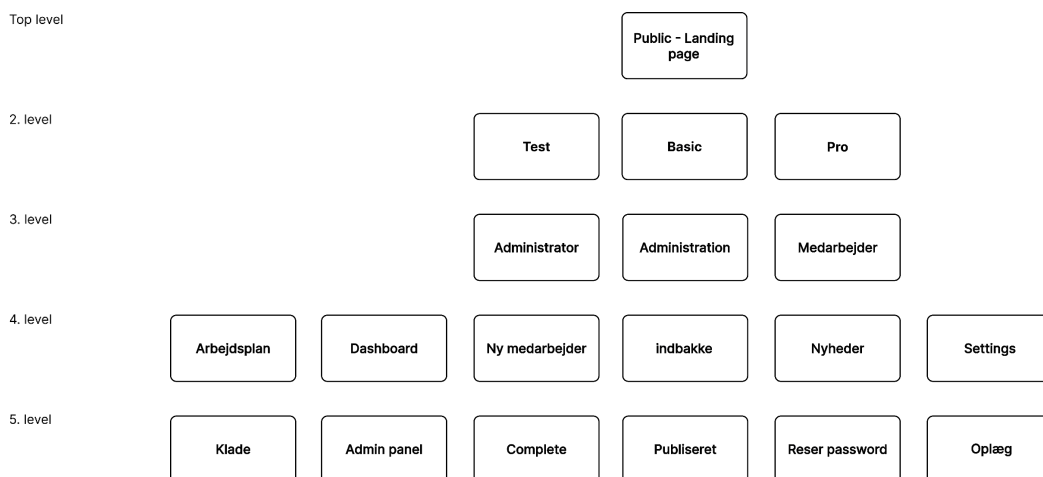 Top level
Public - Landing
page
2. level
Test
Basic
Pro
3. level
Administrator
Administration
Medarbejder
4. level
Arbejdsplan
Dashboard
Ny medarbejder
indbakke
Nyheder
Settings
5. level
Klade
Admin panel
Complete
Publiseret
Reser password
Oplæg